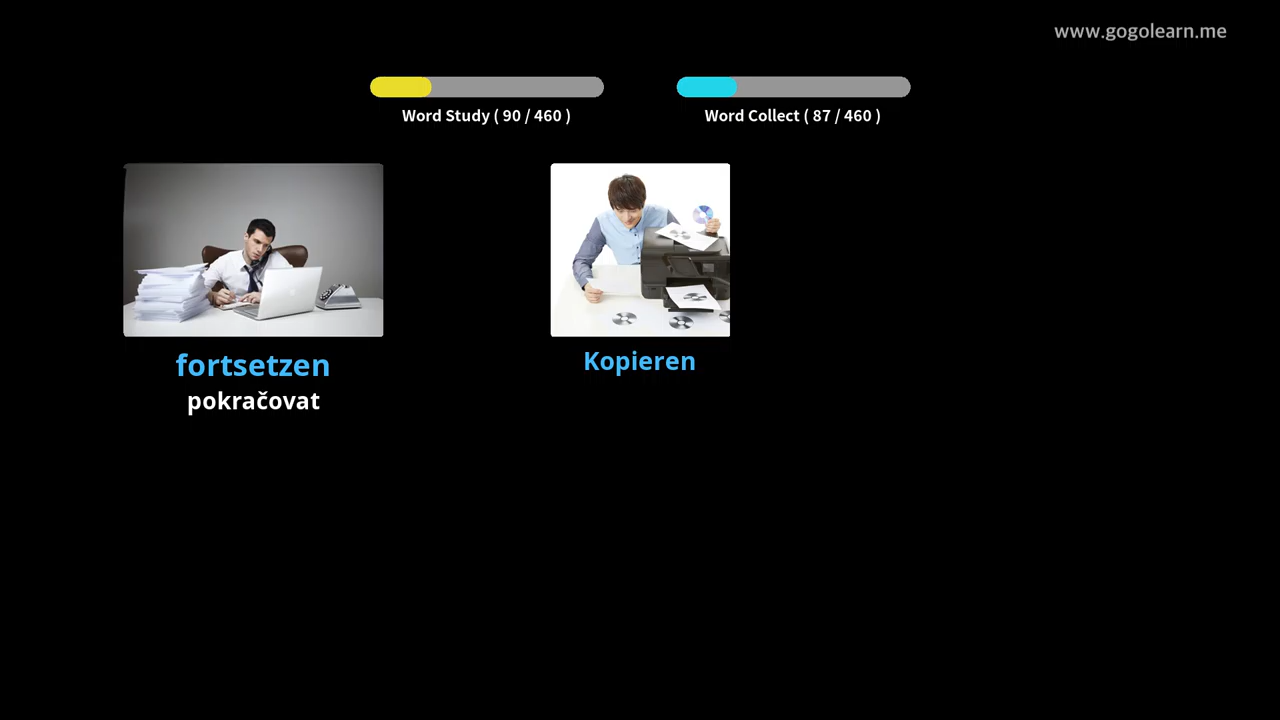 www.gogolearn.me
Word Study ( 90 / 460 )
Word Collect ( 87 / 460 )
fortsetzen
pokračovat
Kopieren